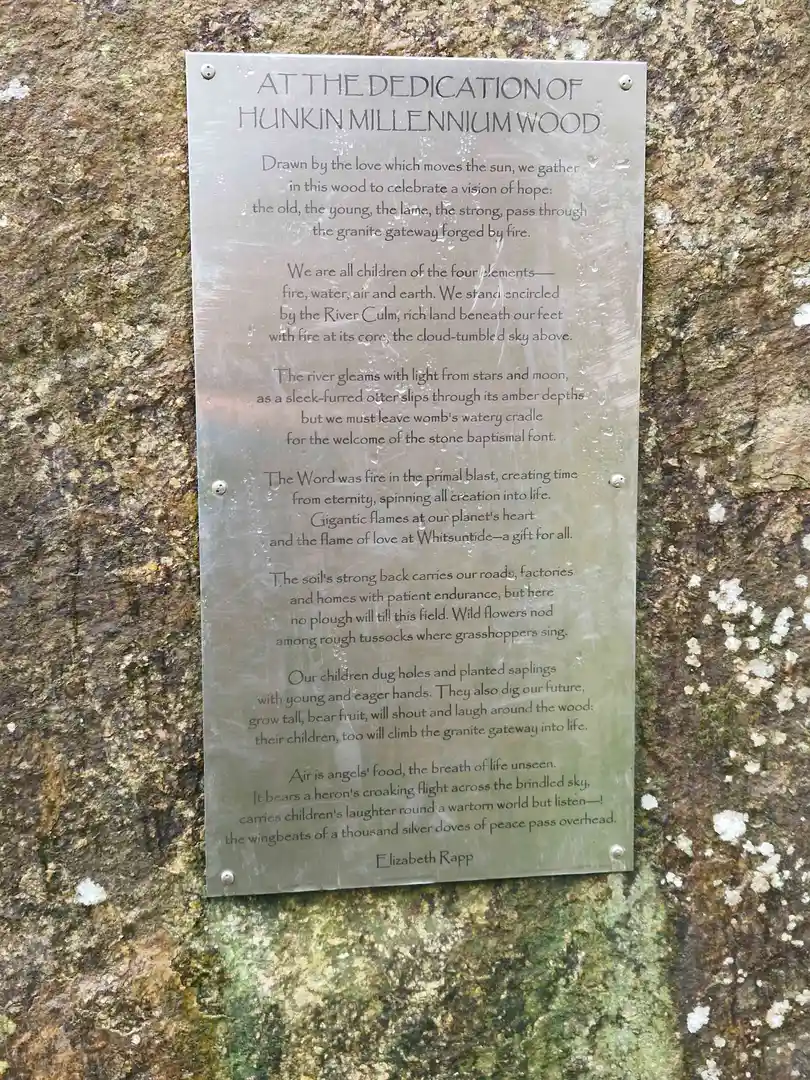 AT THE DEDICATION OF
HUNKIN MILLENNIUM WOOD
Drawn by the love which moves the sun, we gather
in this wood to celebrate a vision of hope:
the old, the young, the lame, the strong, pass through
the granite gateway forged by fire.
We are all children of the four elements—
fire, water, air and earth. We stand encircled
by the River Culm, rich land beneath our feet
with fire at its core, the cloud-tumbled sky above.
The river gleams with light from stars and moon,
as a sleek-furred otter slips through its amber depths
but we must leave womb's watery cradle
for the welcome of the stone baptismal font.
The Word was fire in the primal blast, creating time
from eternity, spinning all creation into life.
Gigantic flames at our planet's heart
and the flame of love at Whitsuntide—a gift for all.
The soil's strong back carries our roads, factories
and homes with patient endurance, but here
no plough will till this field. Wild flowers nod
among rough tussocks where grasshoppers sing.
Our children dug holes and planted saplings
with young and eager hands. They also dig our future,
grow tall, bear fruit, will shout and laugh around the wood:
their children, too will climb the granite gateway into life.
Air is angels' food, the breath of life unseen.
It bears a heron's croaking flight across the brindled sky,
carries children's laughter round a wartorn world but listen—!
the wingbeats of a thousand silver doves of peace pass overhead.
Elizabeth Rapp